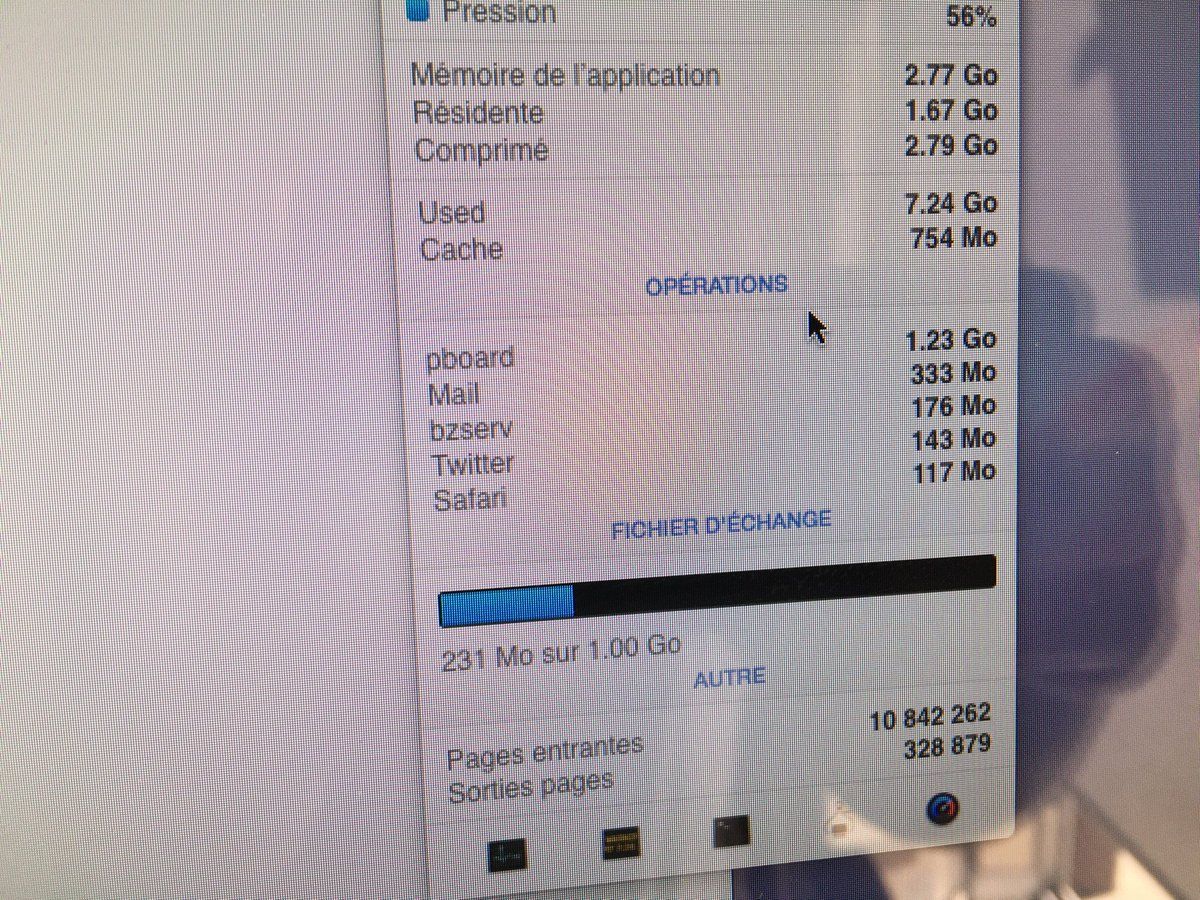 Pression 56%
Mémoire de l'application 2.77 Go
Résidente 1.67 Go
Comprimé 2.79 Go
Used 7.24 Go
Cache 754 Mo
OPÉRATIONS
pboard 1.23 Go
Mail 333 Mo
bzserv 176 Mo
Twitter 143 Mo
Safari 117 Mo
FICHIER D'ÉCHANGE
231 Mo sur 1.00 Go
AUTRE
Pages entrantes 10 842 262
Sorties pages 328 879